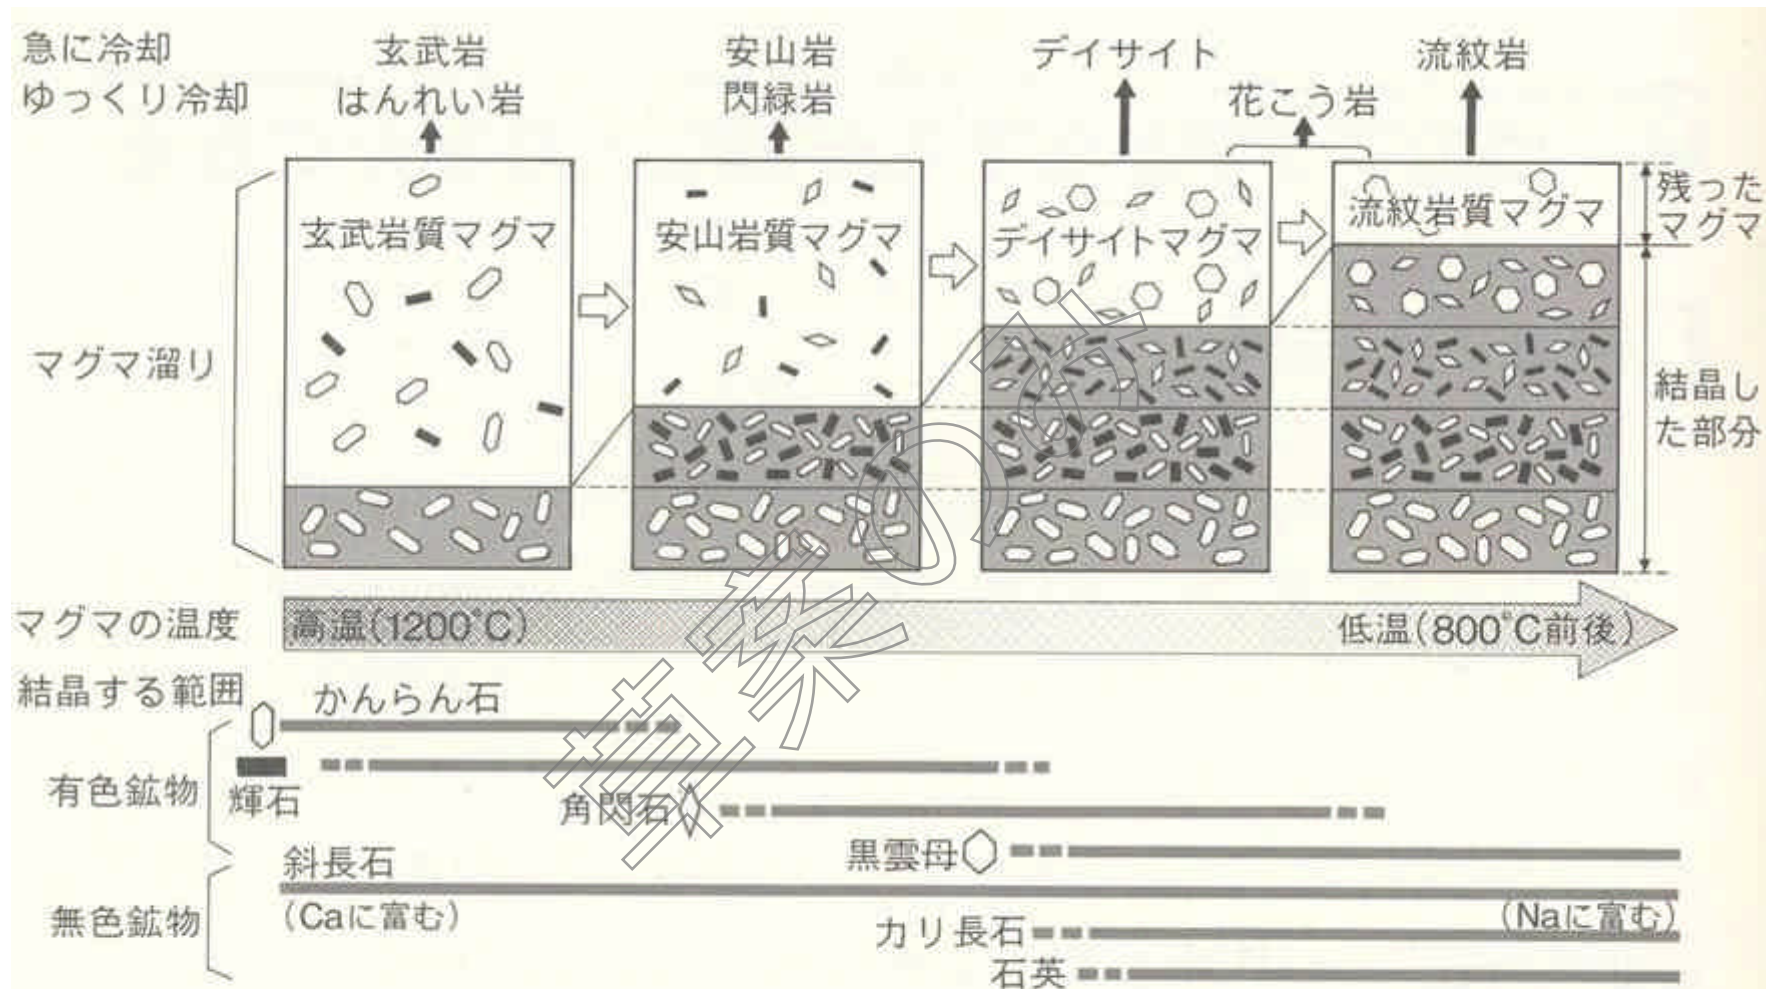 急に冷却
ゆっくり冷却
玄武岩
はんれい岩
安山岩
閃緑岩
デイサイト
花こう岩
流紋岩
玄武岩質マグマ
安山岩質マグマ
デイサイトマグマ
流紋岩質マグマ
残った
マグマ
マグマ溜り
結晶し
た部分
マグマの温度
高温(1200°C)
低温(800°C前後)
結晶する範囲
かんらん石
有色鉱物
輝石
角閃石
黒雲母
斜長石
(Caに富む)
(Naに富む)
無色鉱物
カリ長石
石英